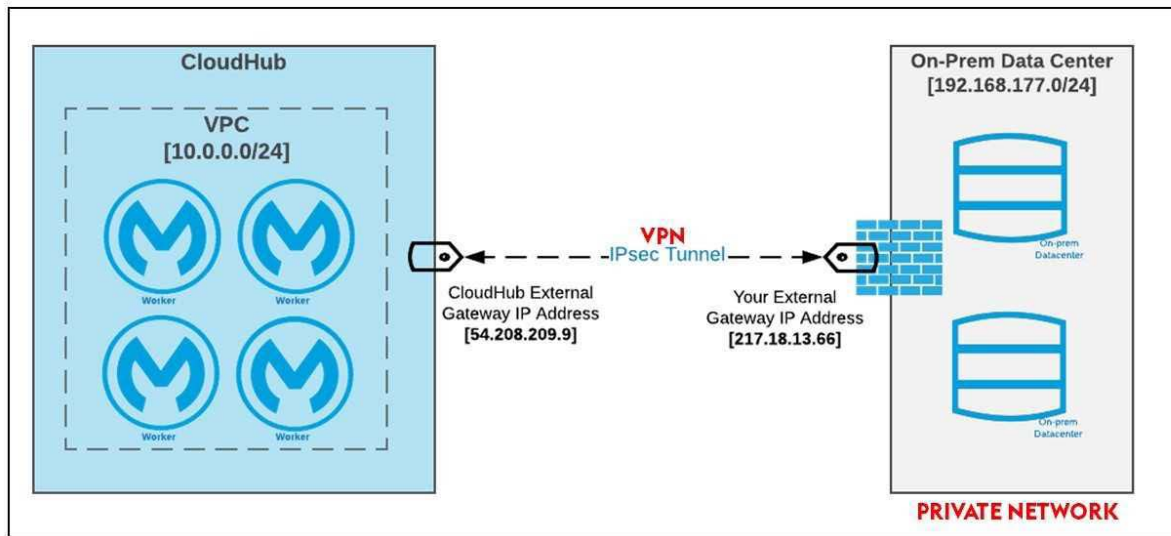 CloudHub
VPC
[10.0.0.0/24]
Worker
Worker
Worker
Worker
VPN
IPsec Tunnel
CloudHub External
Gateway IP Address
[54.208.209.9]
Your External
Gateway IP Address
[217.18.13.66]
On-Prem Data Center
[192.168.177.0/24]
On-prem
Datacenter
On-prem
Datacenter
PRIVATE NETWORK